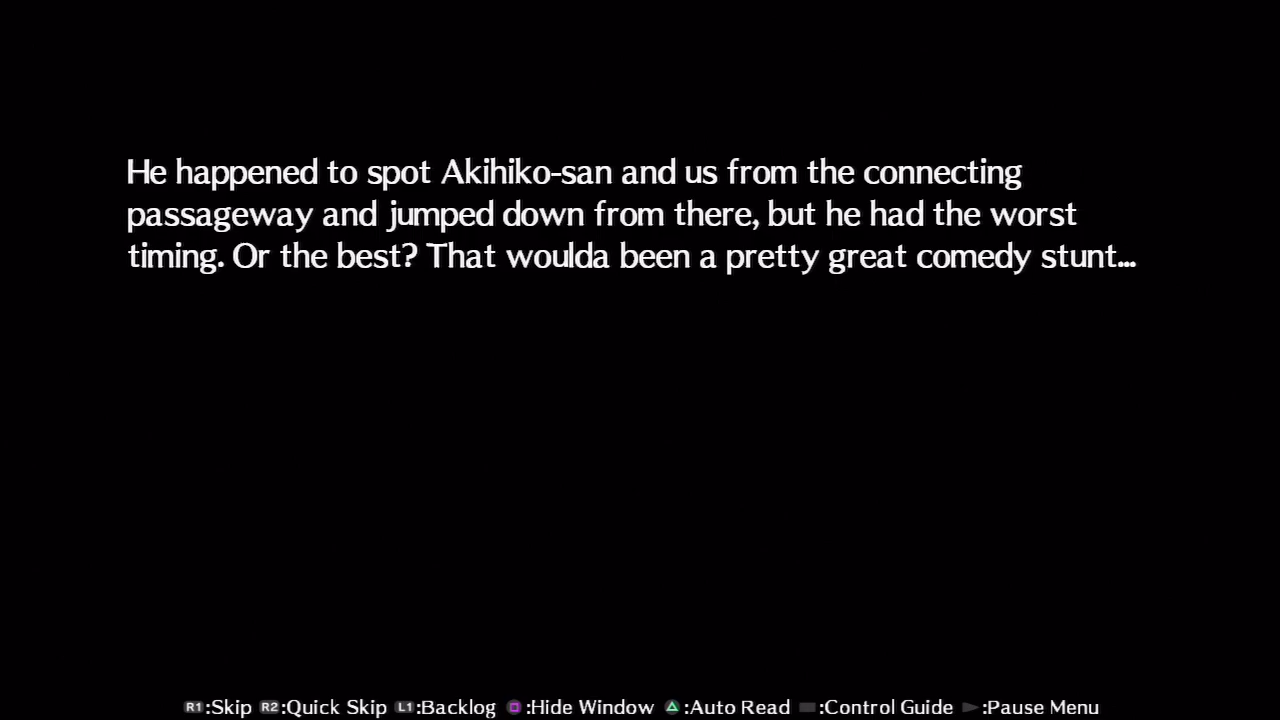 He happened to spot Akihiko-san and us from the connecting
passageway and jumped down from there, but he had the worst
timing. Or the best? That woulda been a pretty great comedy stunt...
R1:Skip R2:Quick Skip L1:Backlog :Hide Window :Auto Read :Control Guide :Pause Menu